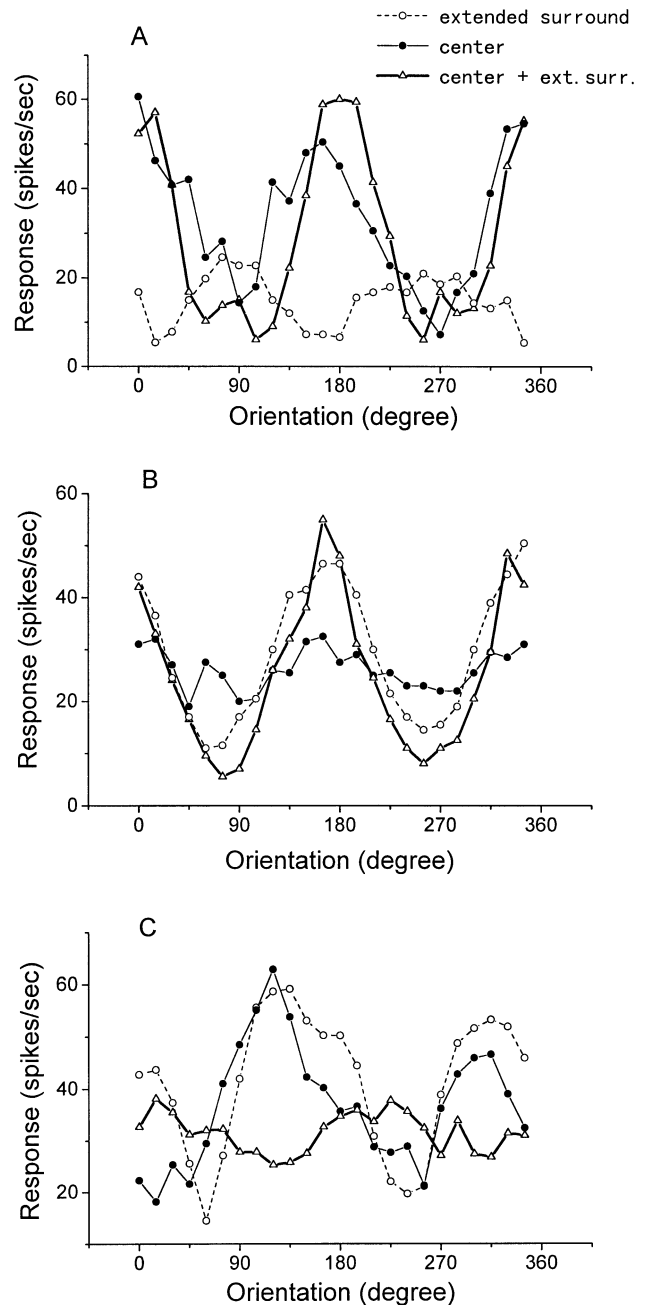 extended surround
center
center + ext. surr.
A
Response (spikes/sec)
60
40
20
0
0 90 180 270 360
Orientation (degree)
B
Response (spikes/sec)
60
40
20
0
0 90 180 270 360
Orientation (degree)
C
Response (spikes/sec)
60
40
20
0 90 180 270 360
Orientation (degree)